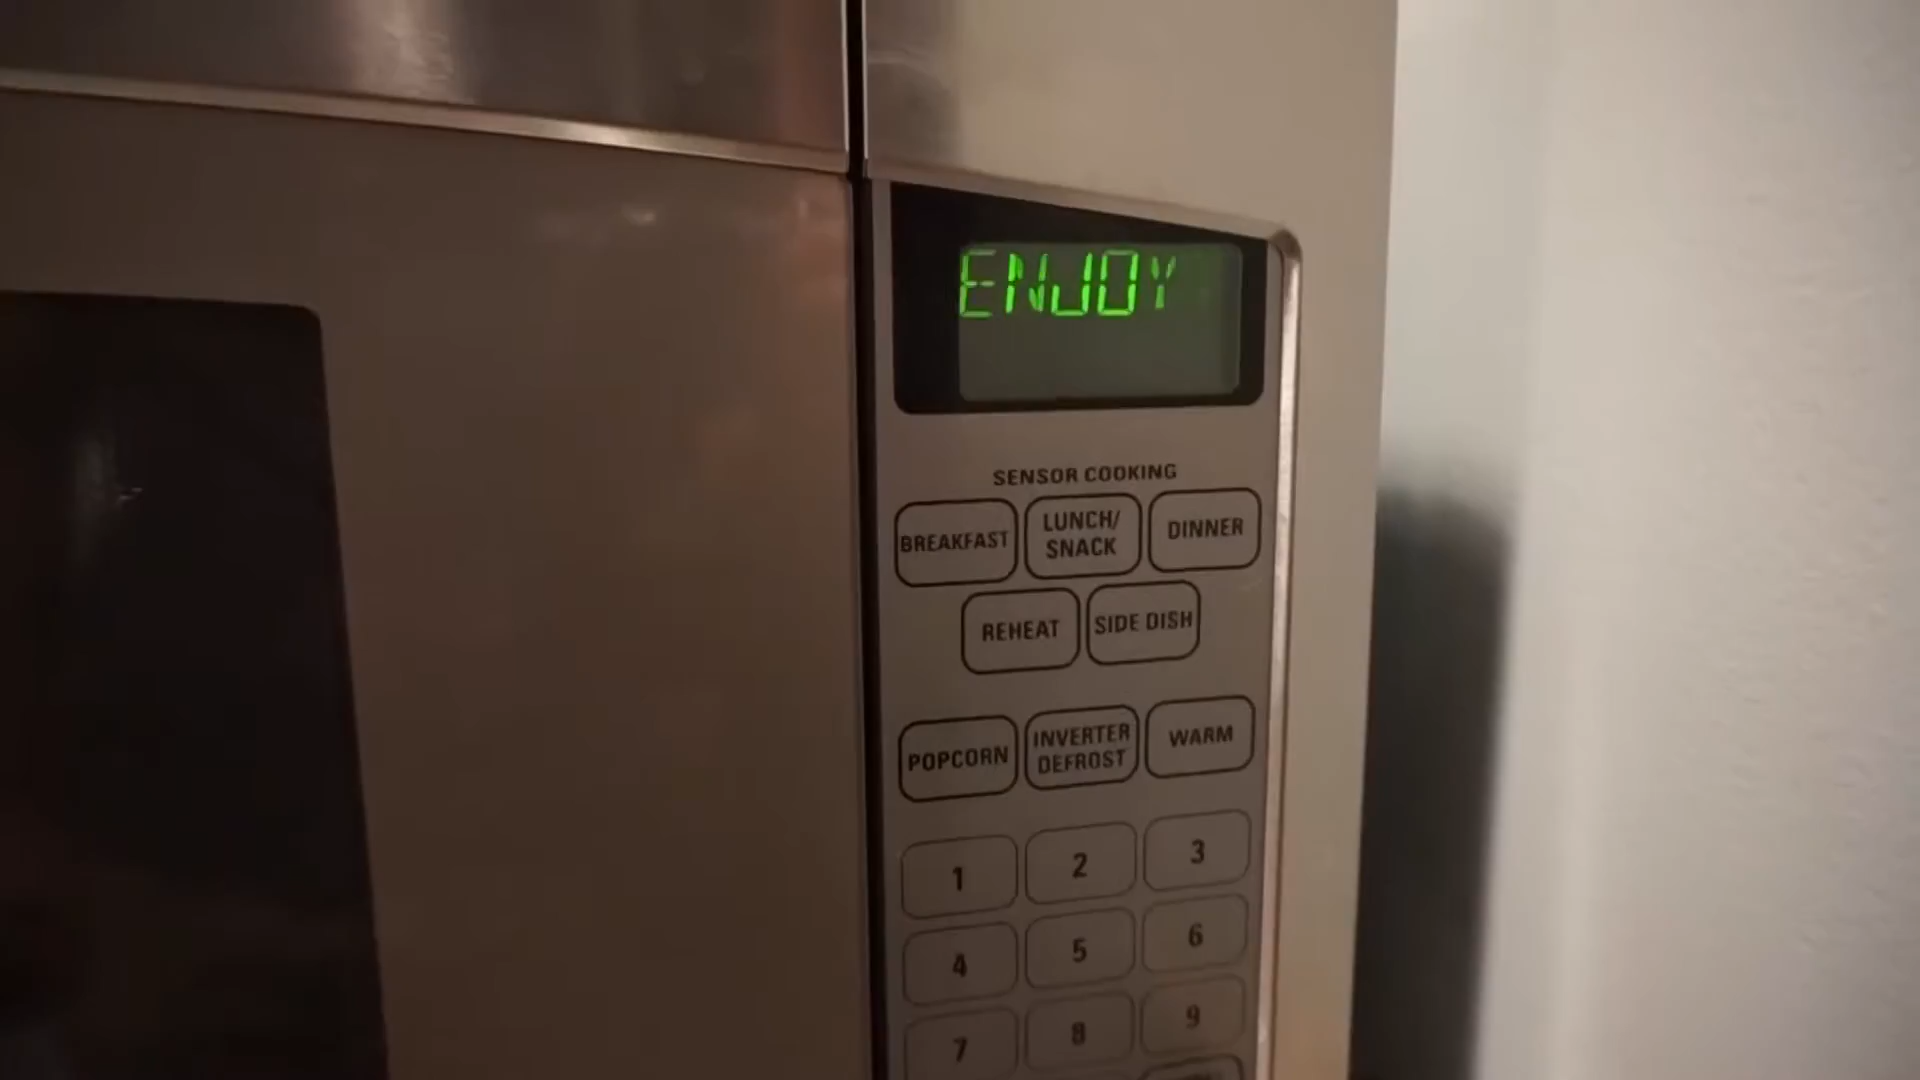 ENJOY
SENSOR COOKING
BREAKFAST
LUNCH/
SNACK
DINNER
REHEAT
SIDE DISH
POPCORN
INVERTER
DEFROST
WARM
1
2
3
4
5
6
7
8
9